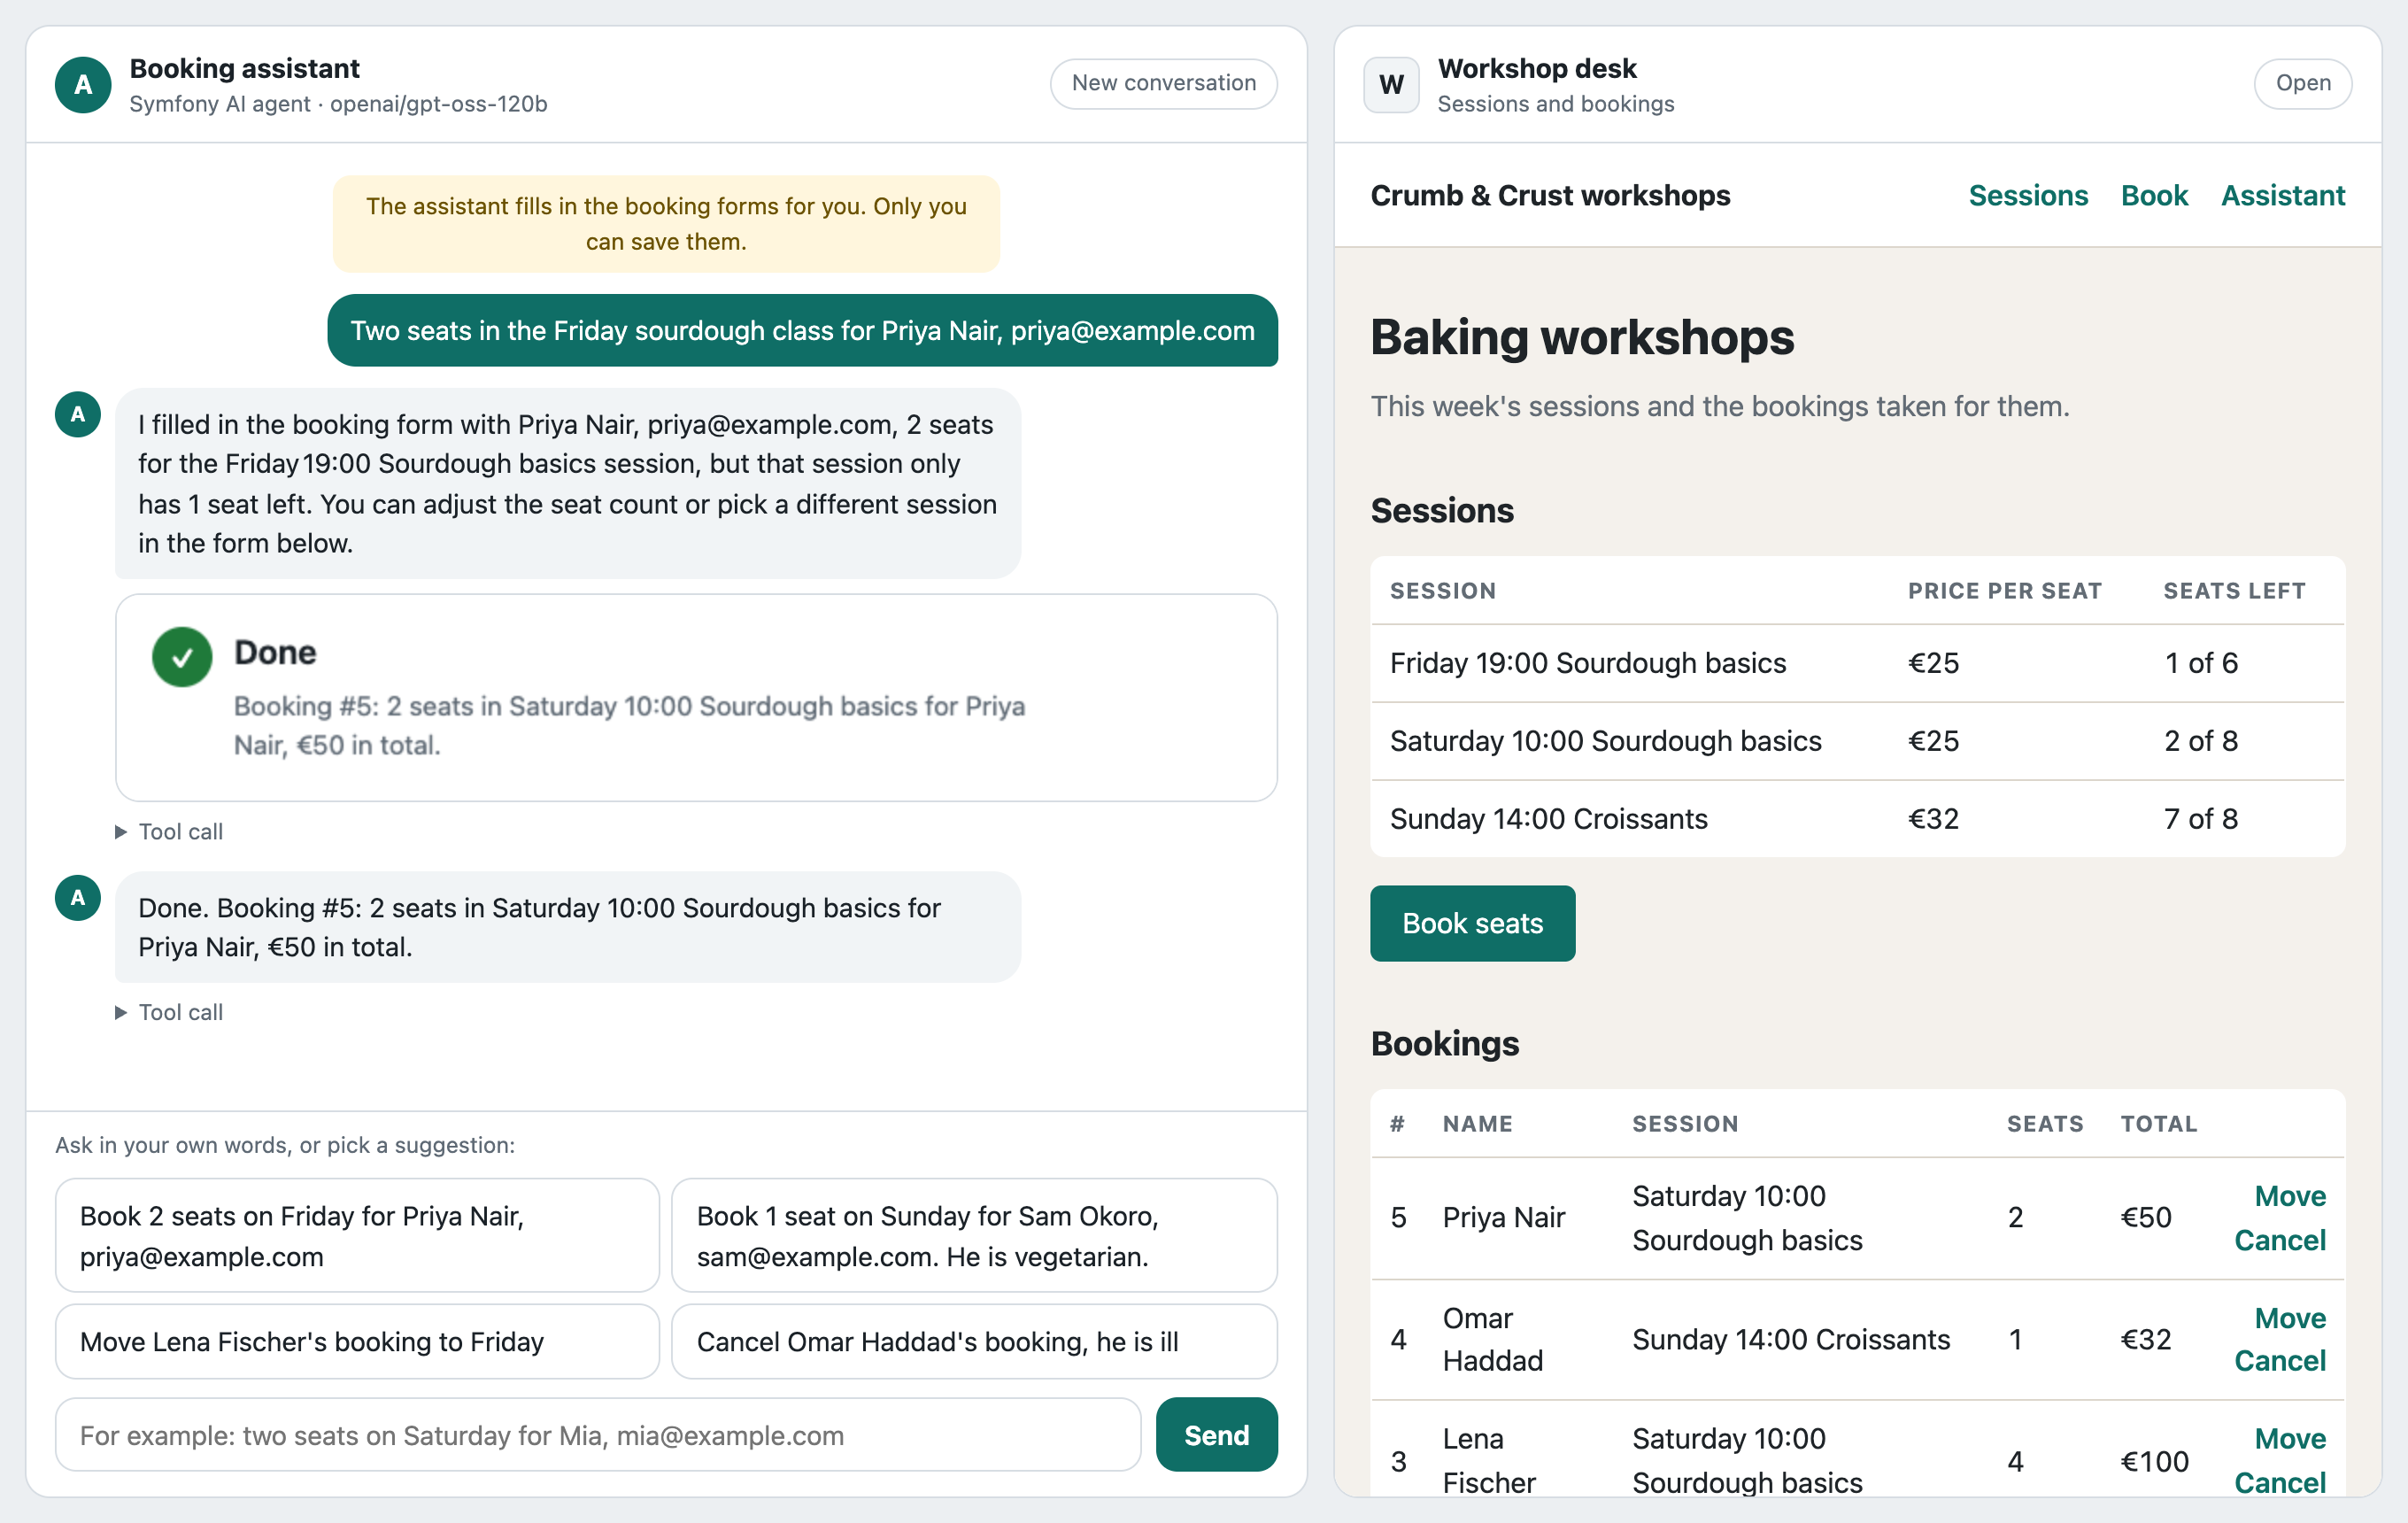 A
Booking assistant
Symfony AI agent · openai/gpt-oss-120b
New conversation
The assistant fills in the booking forms for you. Only you
can save them.
Two seats in the Friday sourdough class for Priya Nair, priya@example.com
A
I filled in the booking form with Priya Nair, priya@example.com, 2 seats
for the Friday 19:00 Sourdough basics session, but that session only
has 1 seat left. You can adjust the seat count or pick a different session
in the form below.
Done
Booking #5: 2 seats in Saturday 10:00 Sourdough basics for Priya
Nair, €50 in total.
Tool call
A
Done. Booking #5: 2 seats in Saturday 10:00 Sourdough basics for
Priya Nair, €50 in total.
Tool call
Ask in your own words, or pick a suggestion:
Book 2 seats on Friday for Priya Nair,
priya@example.com
Book 1 seat on Sunday for Sam Okoro,
sam@example.com. He is vegetarian.
Move Lena Fischer's booking to Friday
Cancel Omar Haddad's booking, he is ill
For example: two seats on Saturday for Mia, mia@example.com
Send
W
Workshop desk
Sessions and bookings
Open
Crumb & Crust workshops
Sessions Book Assistant
Baking workshops
This week's sessions and the bookings taken for them.
Sessions
SESSION PRICE PER SEAT SEATS LEFT
Friday 19:00 Sourdough basics €25 1 of 6
Saturday 10:00 Sourdough basics €25 2 of 8
Sunday 14:00 Croissants €32 7 of 8
Book seats
Bookings
# NAME SESSION SEATS TOTAL
5 Priya Nair Saturday 10:00 Sourdough basics 2 €50 Move Cancel
4 Omar Haddad Sunday 14:00 Croissants 1 €32 Move Cancel
3 Lena Fischer Saturday 10:00 Sourdough basics 4 €100 Move Cancel